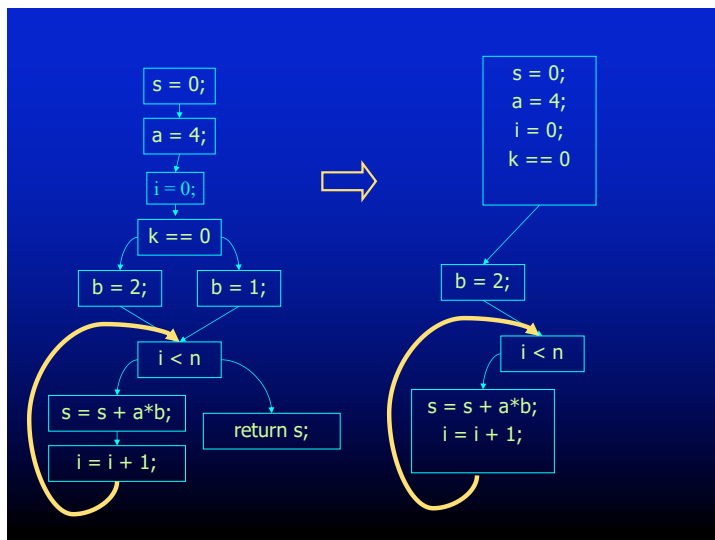 s = 0;
a = 4;
i = 0;
k == 0
b = 2;
b = 1;
i < n
s = s + a*b;
return s;
i = i + 1;
s = 0;
a = 4;
i = 0;
k == 0
b = 2;
i < n
s = s + a*b;
i = i + 1;